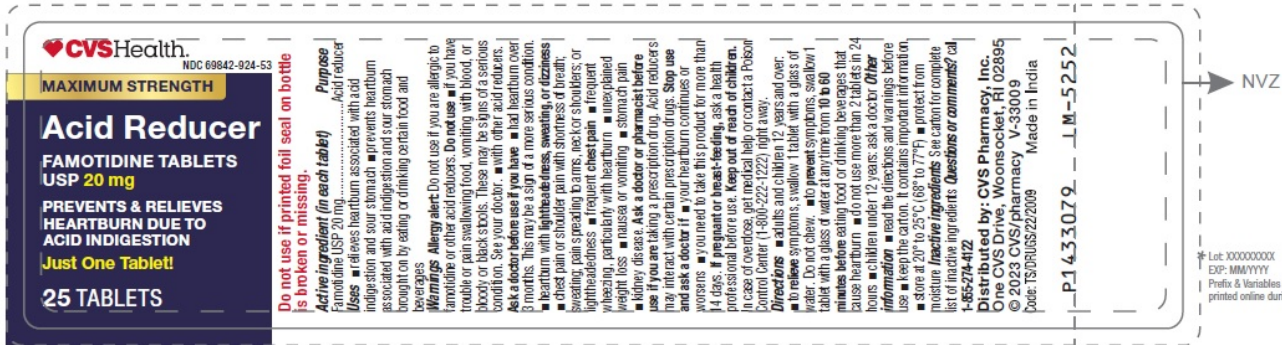 CVSHealth.
NDC 69842-924-53
MAXIMUM STRENGTH
Acid Reducer
FAMOTIDINE TABLETS
USP 20 mg
PREVENTS & RELIEVES
HEARTBURN DUE TO
ACID INDIGESTION
Just One Tablet!
25 TABLETS
Do not use if printed foil seal on bottle
is broken or missing.
Active ingredient (in each tablet) Purpose
Famotidine USP 20 mg..............................Acid reducer
Uses ■ relieves heartburn associated with acid
indigestion and sour stomach ■ prevents heartburn
associated with acid indigestion and sour stomach
brought on by eating or drinking certain food and
beverages
Warnings Allergy alert: Do not use if you are allergic to
famotidine or other acid reducers. Do not use ■ if you have
trouble or pain swallowing food, vomiting with blood, or
bloody or black stools. These may be signs of a serious
condition. See your doctor. ■ with other acid reducers.
Ask a doctor before use if you have ■ had heartburn over
3 months. This may be a sign of a more serious condition.
■ heartburn with lightheadedness, sweating, or dizziness
■ chest pain or shoulder pain with shortness of breath;
sweating; pain spreading to arms, neck or shoulders; or
lightheadedness ■ frequent chest pain ■ frequent
wheezing, particularly with heartburn ■ unexplained
weight loss ■ nausea or vomiting ■ stomach pain
■ kidney disease. Ask a doctor or pharmacist before
use if you are taking a prescription drug. Acid reducers
may interact with certain prescription drugs. Stop use
and ask a doctor if ■ your heartburn continues or
worsens ■ you need to take this product for more than
14 days. If pregnant or breast-feeding, ask a health
professional before use. Keep out of reach of children.
In case of overdose, get medical help or contact a Poison
Control Center (1-800-222-1222) right away.
Directions ■ adults and children 12 years and over:
■ to relieve symptoms, swallow 1 tablet with a glass of
water. Do not chew. ■ to prevent symptoms, swallow 1
tablet with a glass of water at any time from 10 to 60
minutes before eating food or drinking beverages that
cause heartburn ■ do not use more than 2 tablets in 24
hours ■ children under 12 years: ask a doctor Other
information ■ read the directions and warnings before
use ■ keep the carton. It contains important information.
■ store at 20° to 25°C (68° to 77°F) ■ protect from
moisture Inactive ingredients See carton for complete
list of inactive ingredients Questions or comments? call
1-855-274-4122
Distributed by: CVS Pharmacy, Inc.
One CVS Drive, Woonsocket, RI 02895
© 2023 CVS/pharmacy V-33009
Code: TS/DRUGS/22/2009 Made in India
P1433079 LM-5252
NVZ
* Lot: XXXXXXXXX
EXP: MM/YYYY
Prefix & Variables
printed online